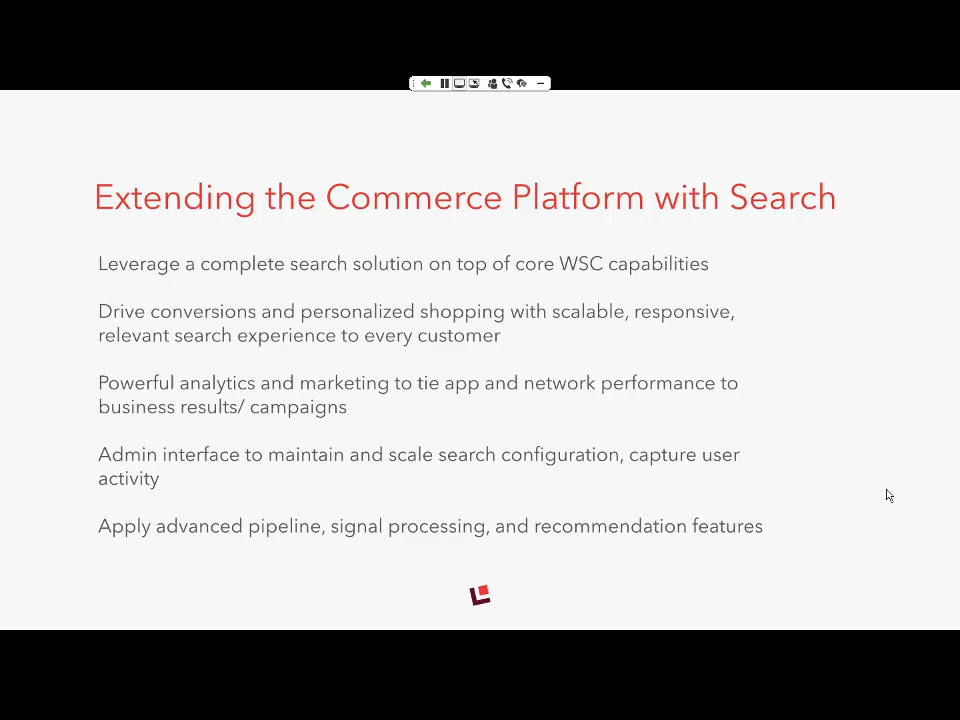 Extending the Commerce Platform with Search
Leverage a complete search solution on top of core WSC capabilities
Drive conversions and personalized shopping with scalable, responsive,
relevant search experience to every customer
Powerful analytics and marketing to tie app and network performance to
business results/ campaigns
Admin interface to maintain and scale search configuration, capture user
activity
Apply advanced pipeline, signal processing, and recommendation features